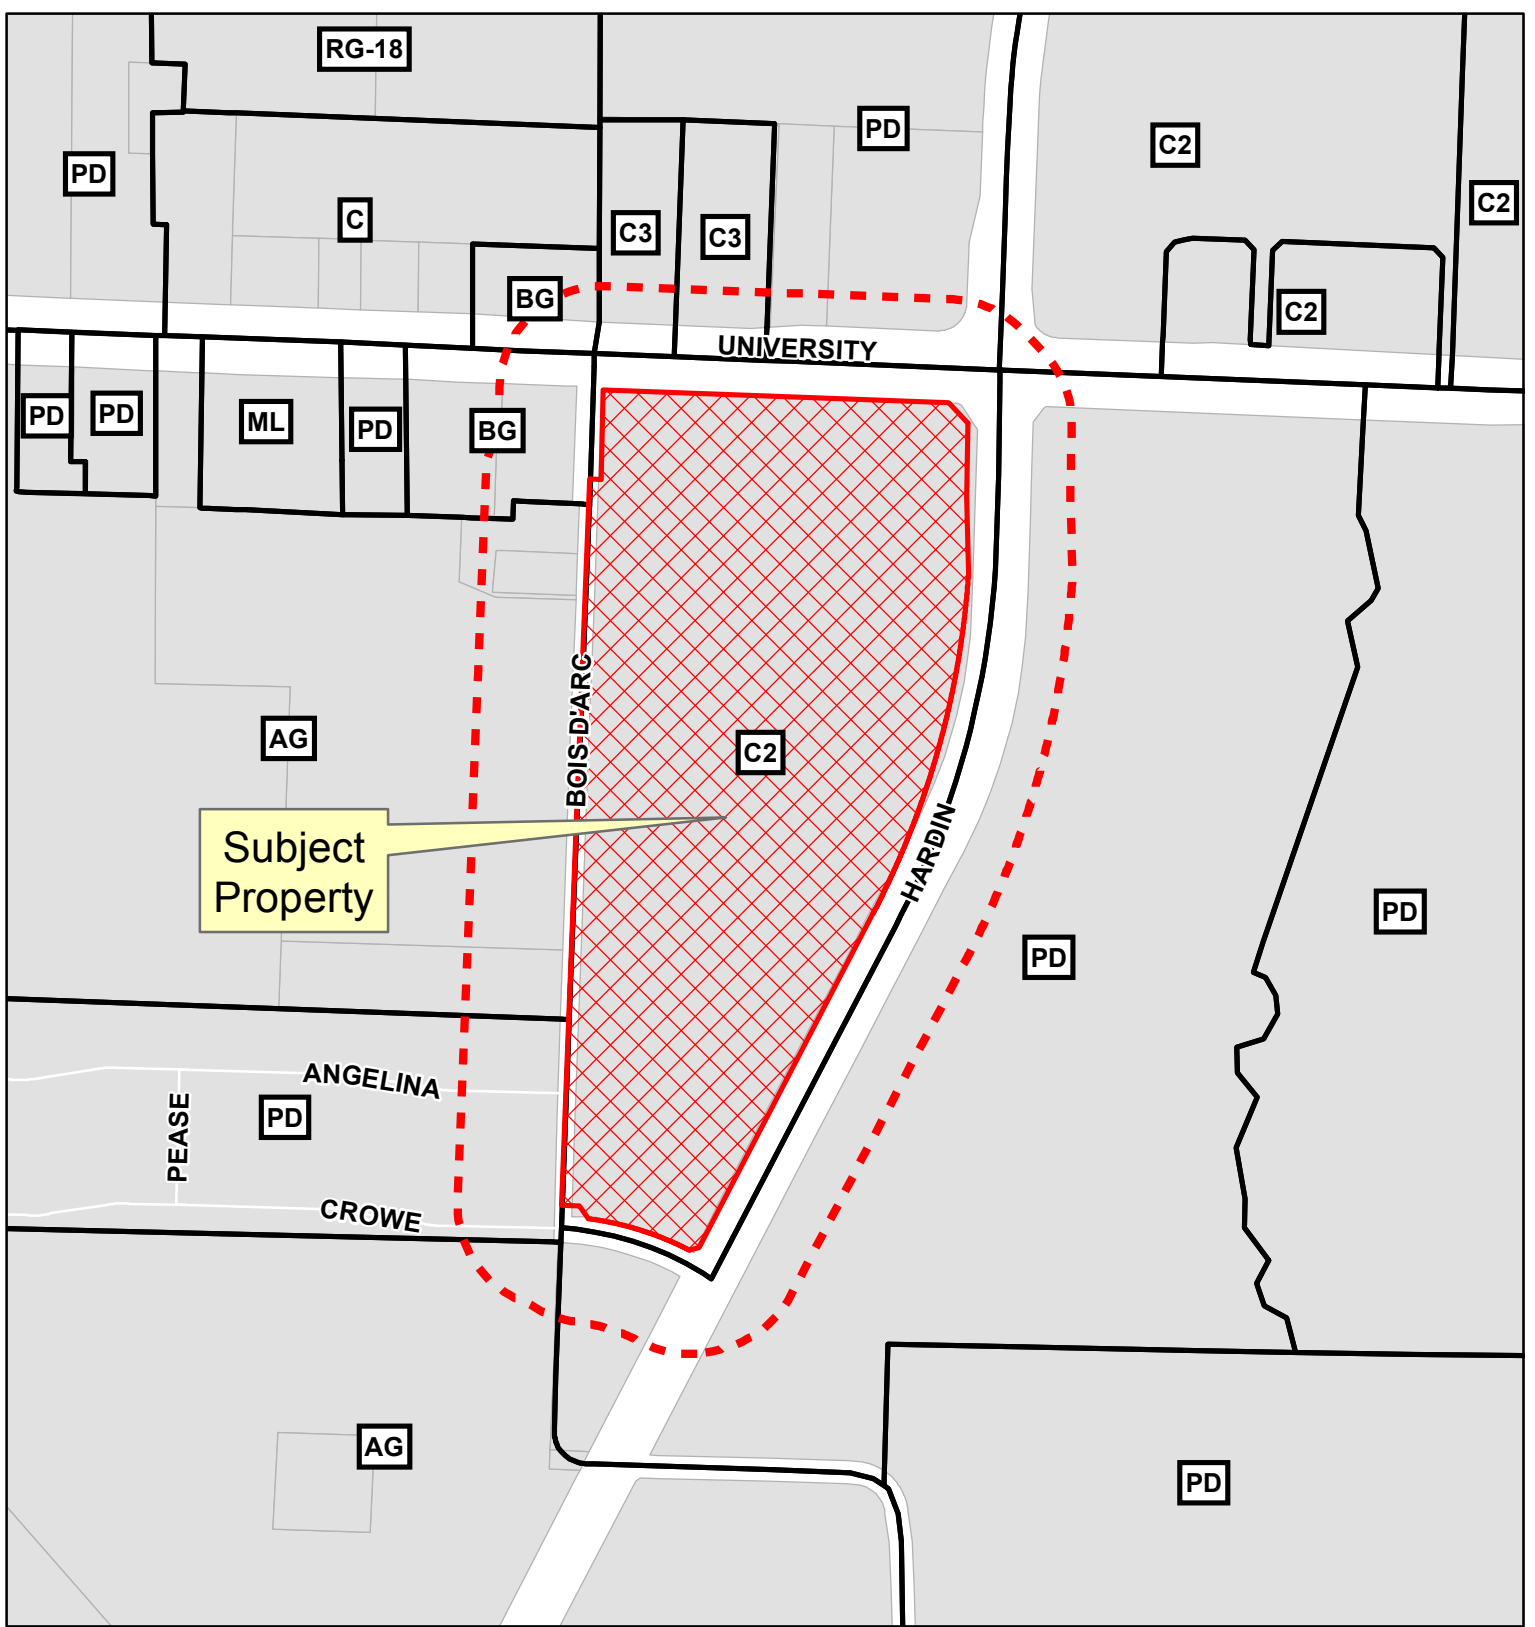 RG-18
PD
C2
PD
C2
C
C3
C3
BG
C2
UNIVERSITY
PD
PD
ML
PD
BG
BOIS D'ARC
AG
C2
Subject
Property
HARDIN
PD
PD
ANGELINA
PEASE
PD
CROWE
AG
PD